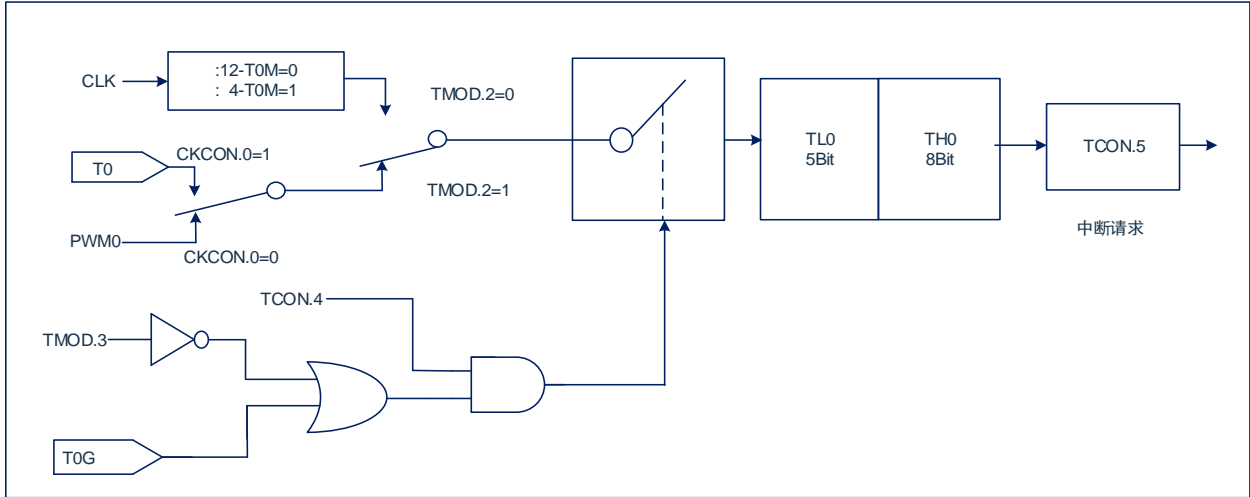 :12-T0M=0
: 4-T0M=1
CLK
TMOD.2=0
T0
CKCON.0=1
TMOD.2=1
PWM0
CKCON.0=0
TL0
5Bit
TH0
8Bit
TCON.5
中断请求
TCON.4
TMOD.3
T0G